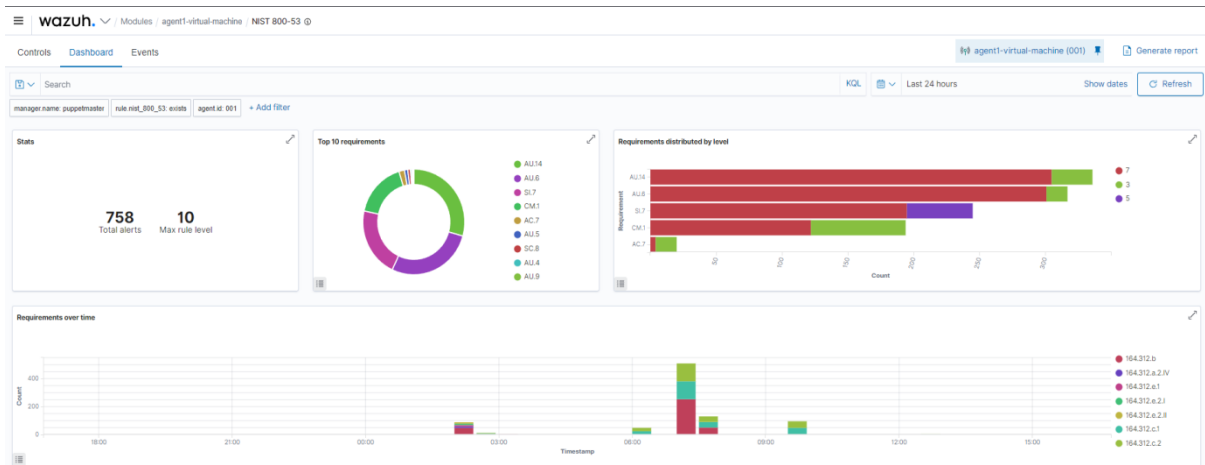 wazuh. / Modules / agent1-virtual-machine / NIST 800-53
Controls Dashboard Events agent1-virtual-machine (001) Generate report
Search KQL Last 24 hours Show dates Refresh
manager.name: puppetmaster rule.nist_800_53: exists agent.id: 001 + Add filter
Stats
758 10
Total alerts Max rule level
Top 10 requirements
AU.14
AU.6
SI.7
CM.1
AC.7
AU.5
SC.8
AU.4
AU.9
Requirements distributed by level
Requirement
AU.14
AU.6
SI.7
CM.1
AC.7
50 100 150 200 250 300
Count
7
3
5
Requirements over time
Count
400
200
0
18:00 21:00 00:00 03:00 06:00 09:00 12:00 15:00
Timestamp
164.312.b
164.312.a.2.IV
164.312.e.1
164.312.e.2.I
164.312.e.2.II
164.312.c.1
164.312.c.2